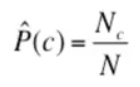 P̂(c) = N_c / N